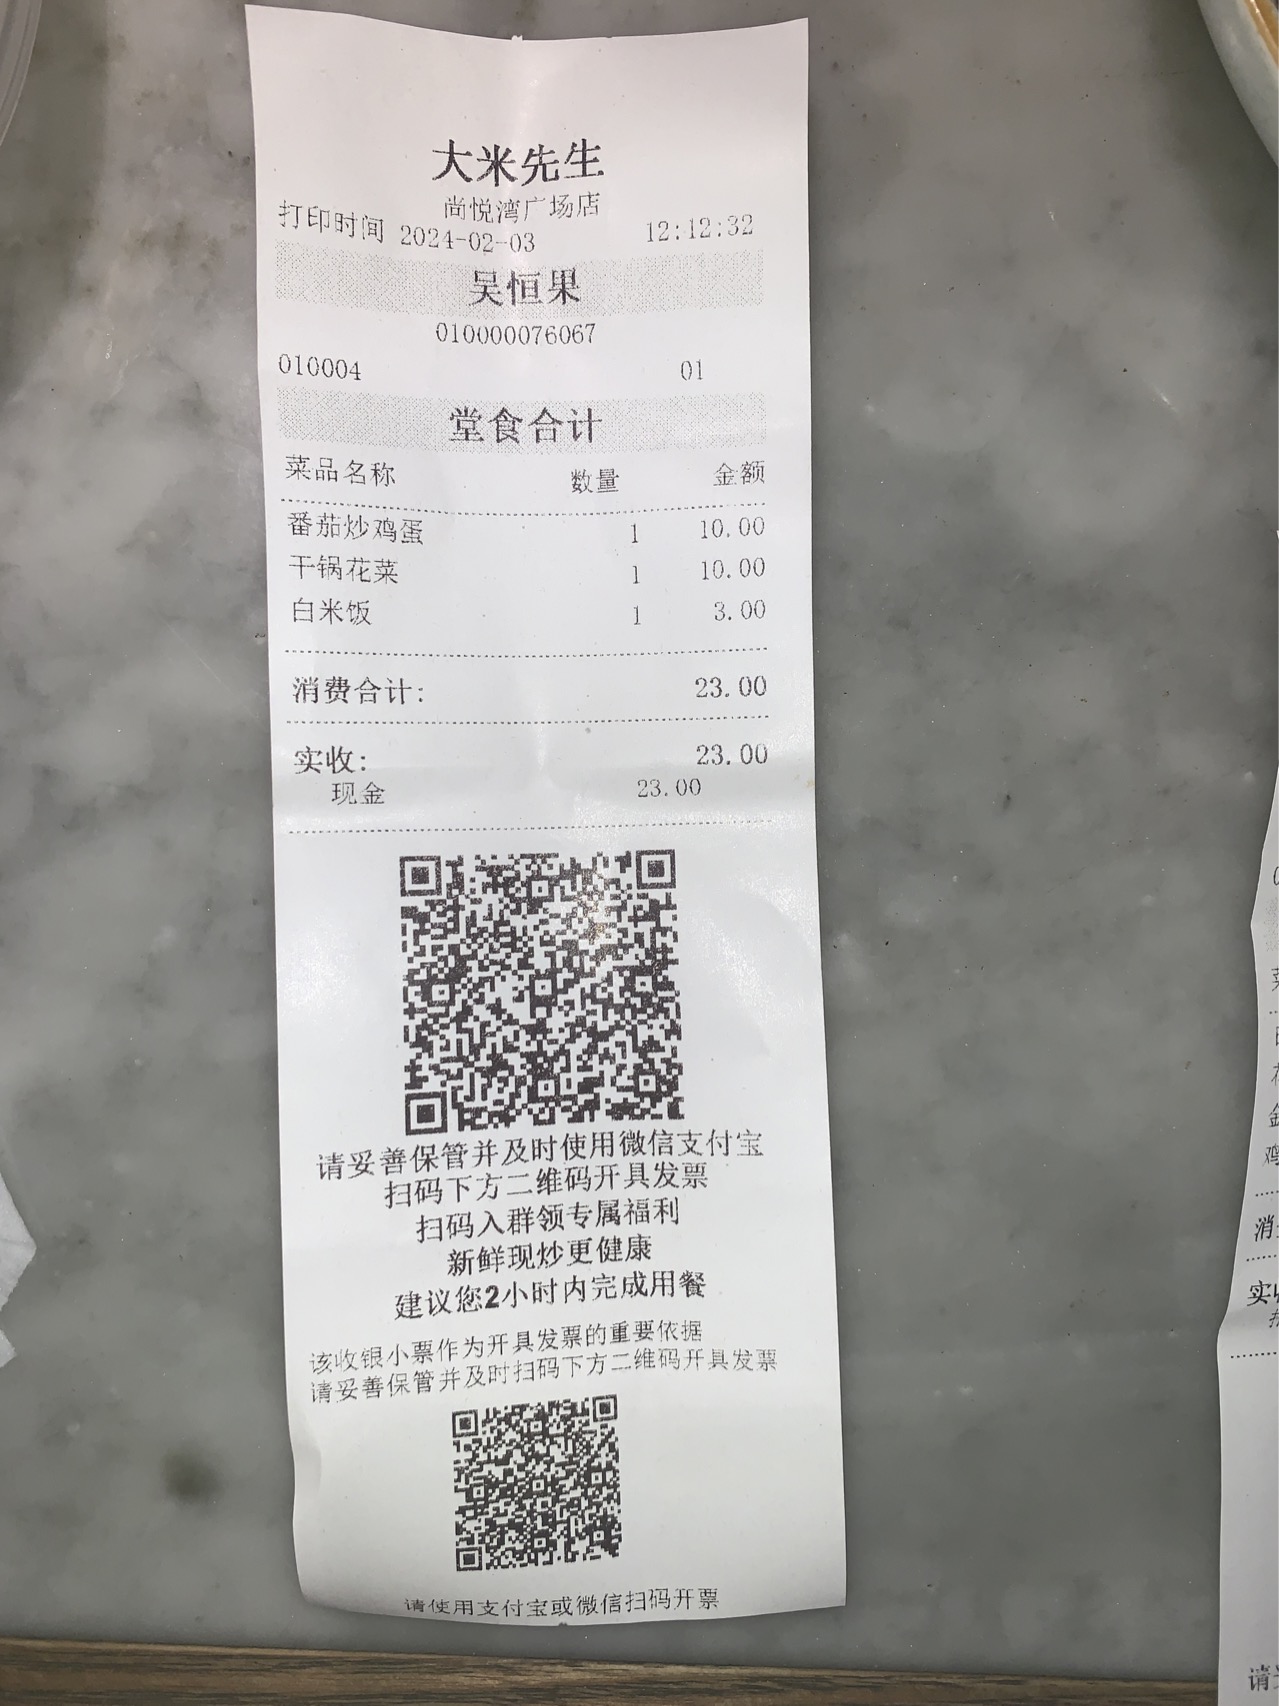 大米先生
尚悦湾广场店
打印时间 2024-02-03 12:12:32
吴恒果
010000076067
010004 01
堂食合计
菜品名称 数量 金额
番茄炒鸡蛋 1 10.00
干锅花菜 1 10.00
白米饭 1 3.00
消费合计: 23.00
实收: 23.00
现金 23.00
请妥善保管并及时使用微信支付宝
扫码下方二维码开具发票
扫码入群领专属福利
新鲜现炒更健康
建议您2小时内完成用餐
该收银小票作为开具发票的重要依据
请妥善保管并及时扫码下方二维码开具发票
请使用支付宝或微信扫码开票
消
实
请